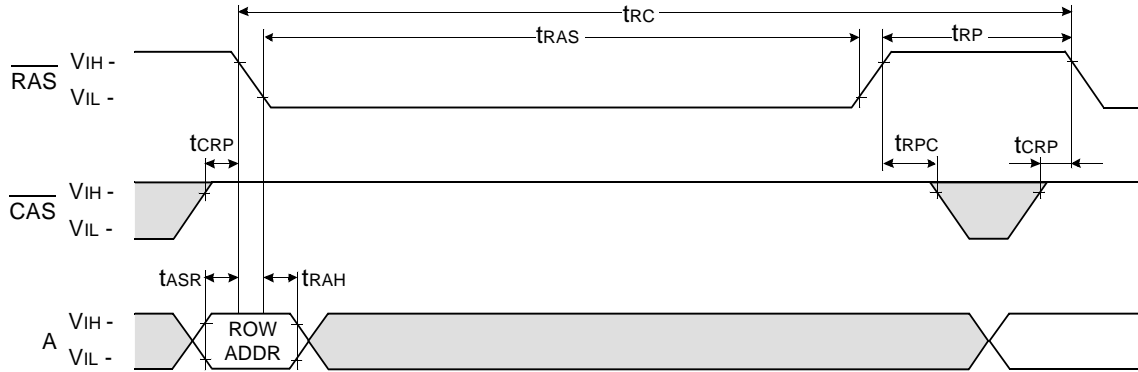 tRC
tRAS
tRP
RAS
VIH -
VIL -
tCRP
tRPC
tCRP
CAS
VIH -
VIL -
tASR
tRAH
A
VIH -
VIL -
ROW
ADDR